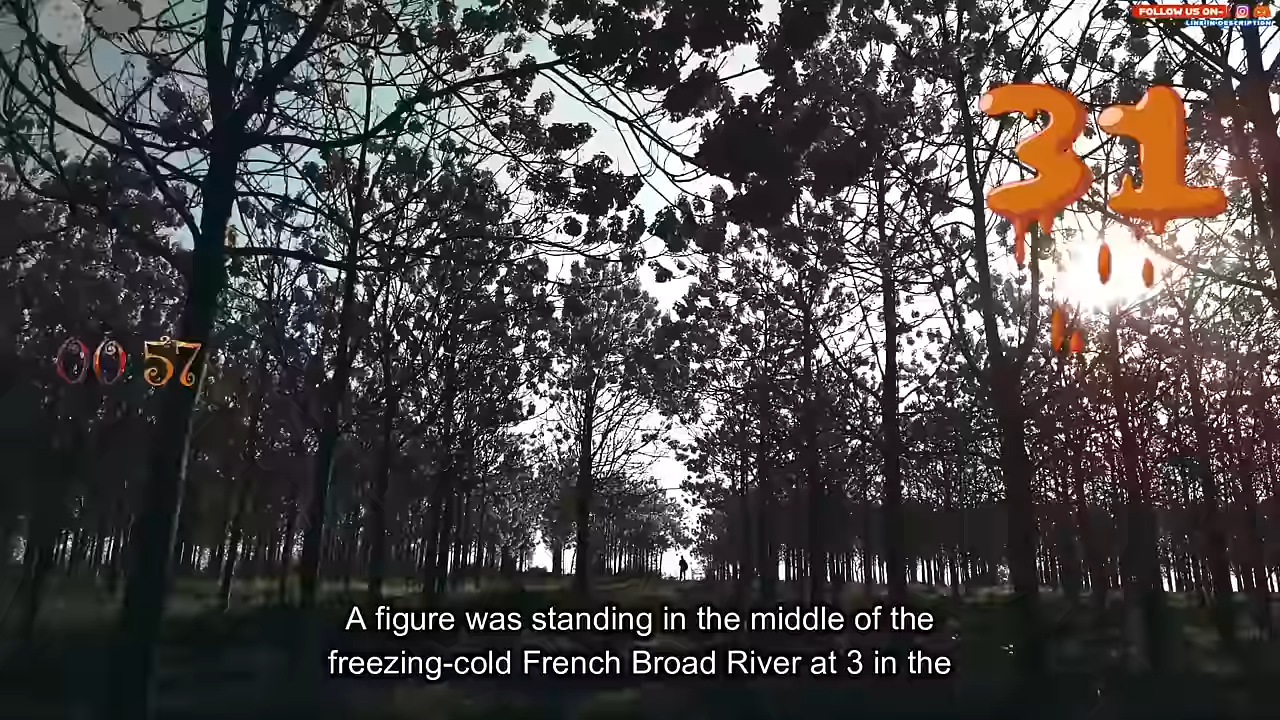 FOLLOW US ON-
LINK IN DESCRIPTION
31
00 57
A figure was standing in the middle of the
freezing-cold French Broad River at 3 in the